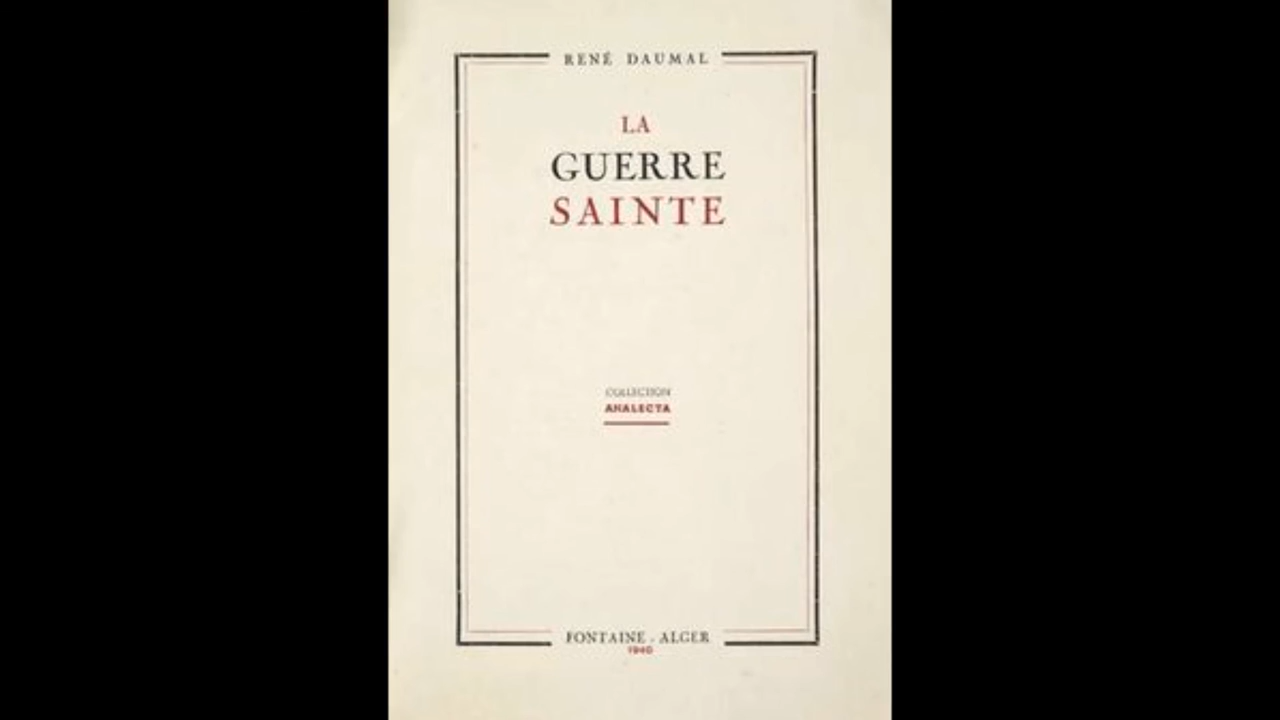 RENÉ DAUMAL
LA
GUERRE
SAINTE
COLLECTION
ANALECTA
FONTAINE - ALGER
1940